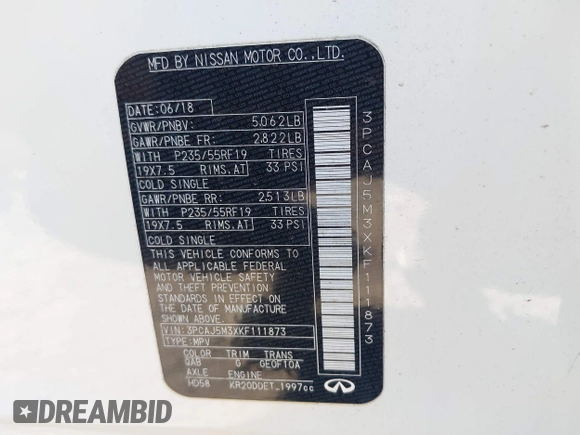 MFD BY NISSAN MOTOR CO.,LTD.
DATE:06/18
GVWR/PNBV: 5,062LB
GAWR/PNBE FR: 2,822LB
WITH P235/55RF19 TIRES
19X7.5 RIMS.AT 33 PSI
COLD SINGLE
GAWR/PNBE RR: 2,513LB
WITH P235/55RF19 TIRES
19X7.5 RIMS.AT 33 PSI
COLD SINGLE
THIS VEHICLE CONFORMS TO
ALL APPLICABLE FEDERAL
MOTOR VEHICLE SAFETY
AND THEFT PREVENTION
STANDARDS IN EFFECT ON
THE DATE OF MANUFACTURE
SHOWN ABOVE.
VIN: 3PCAJ5M3XKF111873
TYPE: MPV
COLOR TRIM TRANS
QAB G GE0FT0A
AXLE ENGINE
HD58 KR20DDET_1997cc
3PCAJ5M3XKF111873
INFINITI
DREAMBID